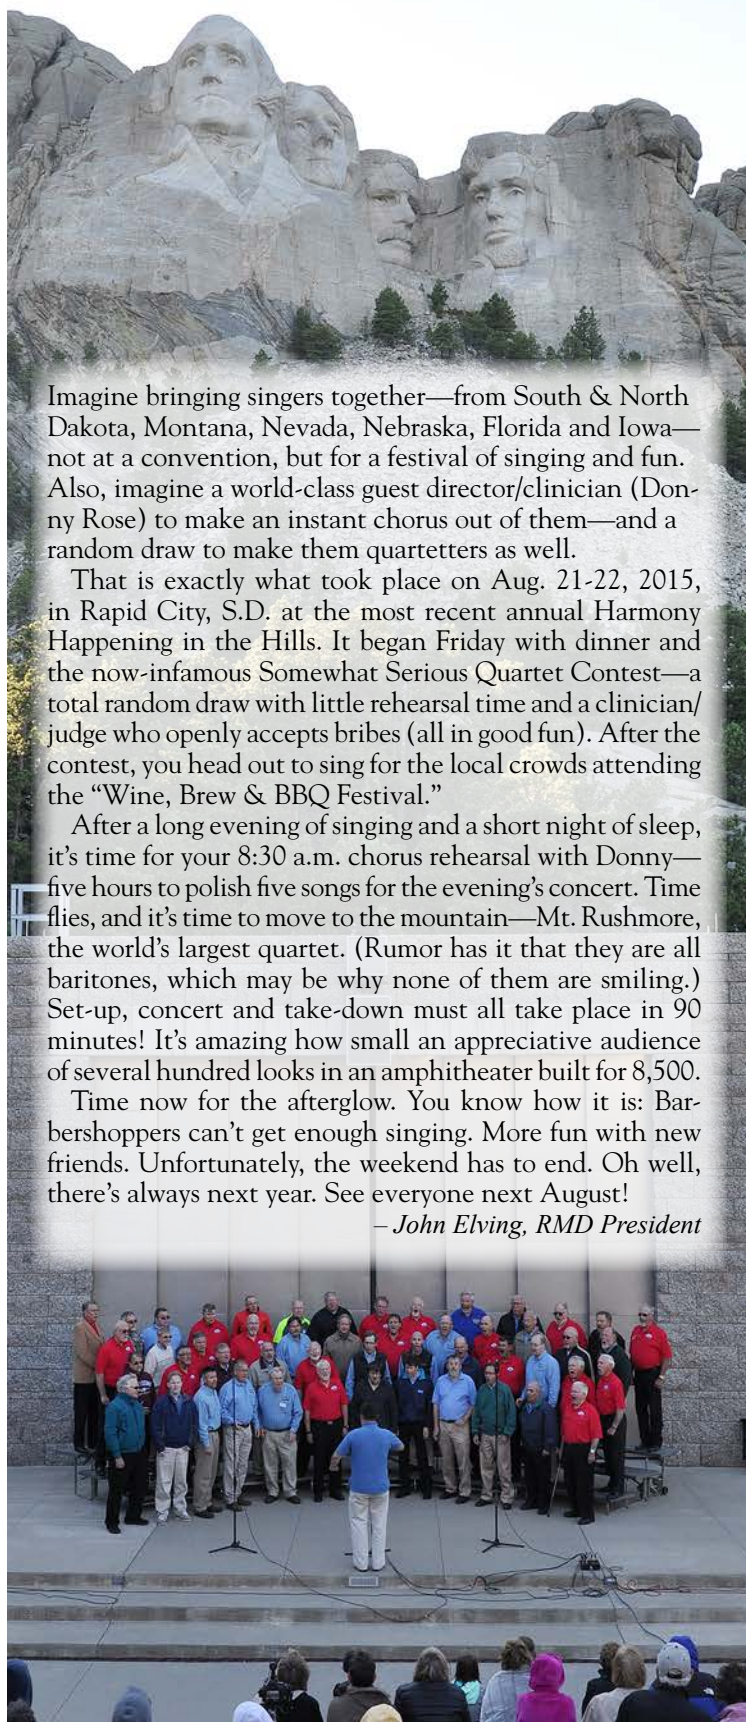 Imagine bringing singers together—from South & North
Dakota, Montana, Nevada, Nebraska, Florida and Iowa—
not at a convention, but for a festival of singing and fun.
Also, imagine a world-class guest director/clinician (Don-
ny Rose) to make an instant chorus out of them—and a
random draw to make them quartetters as well.
That is exactly what took place on Aug. 21-22, 2015,
in Rapid City, S.D. at the most recent annual Harmony
Happening in the Hills. It began Friday with dinner and
the now-infamous Somewhat Serious Quartet Contest—a
total random draw with little rehearsal time and a clinician/
judge who openly accepts bribes (all in good fun). After the
contest, you head out to sing for the local crowds attending
the “Wine, Brew & BBQ Festival.”
After a long evening of singing and a short night of sleep,
it’s time for your 8:30 a.m. chorus rehearsal with Donny—
five hours to polish five songs for the evening’s concert. Time
flies, and it’s time to move to the mountain—Mt. Rushmore,
the world’s largest quartet. (Rumor has it that they are all
baritones, which may be why none of them are smiling.)
Set-up, concert and take-down must all take place in 90
minutes! It’s amazing how small an appreciative audience
of several hundred looks in an amphitheater built for 8,500.
Time now for the afterglow. You know how it is: Bar-
bershoppers can’t get enough singing. More fun with new
friends. Unfortunately, the weekend has to end. Oh well,
there’s always next year. See everyone next August!
– John Elving, RMD President